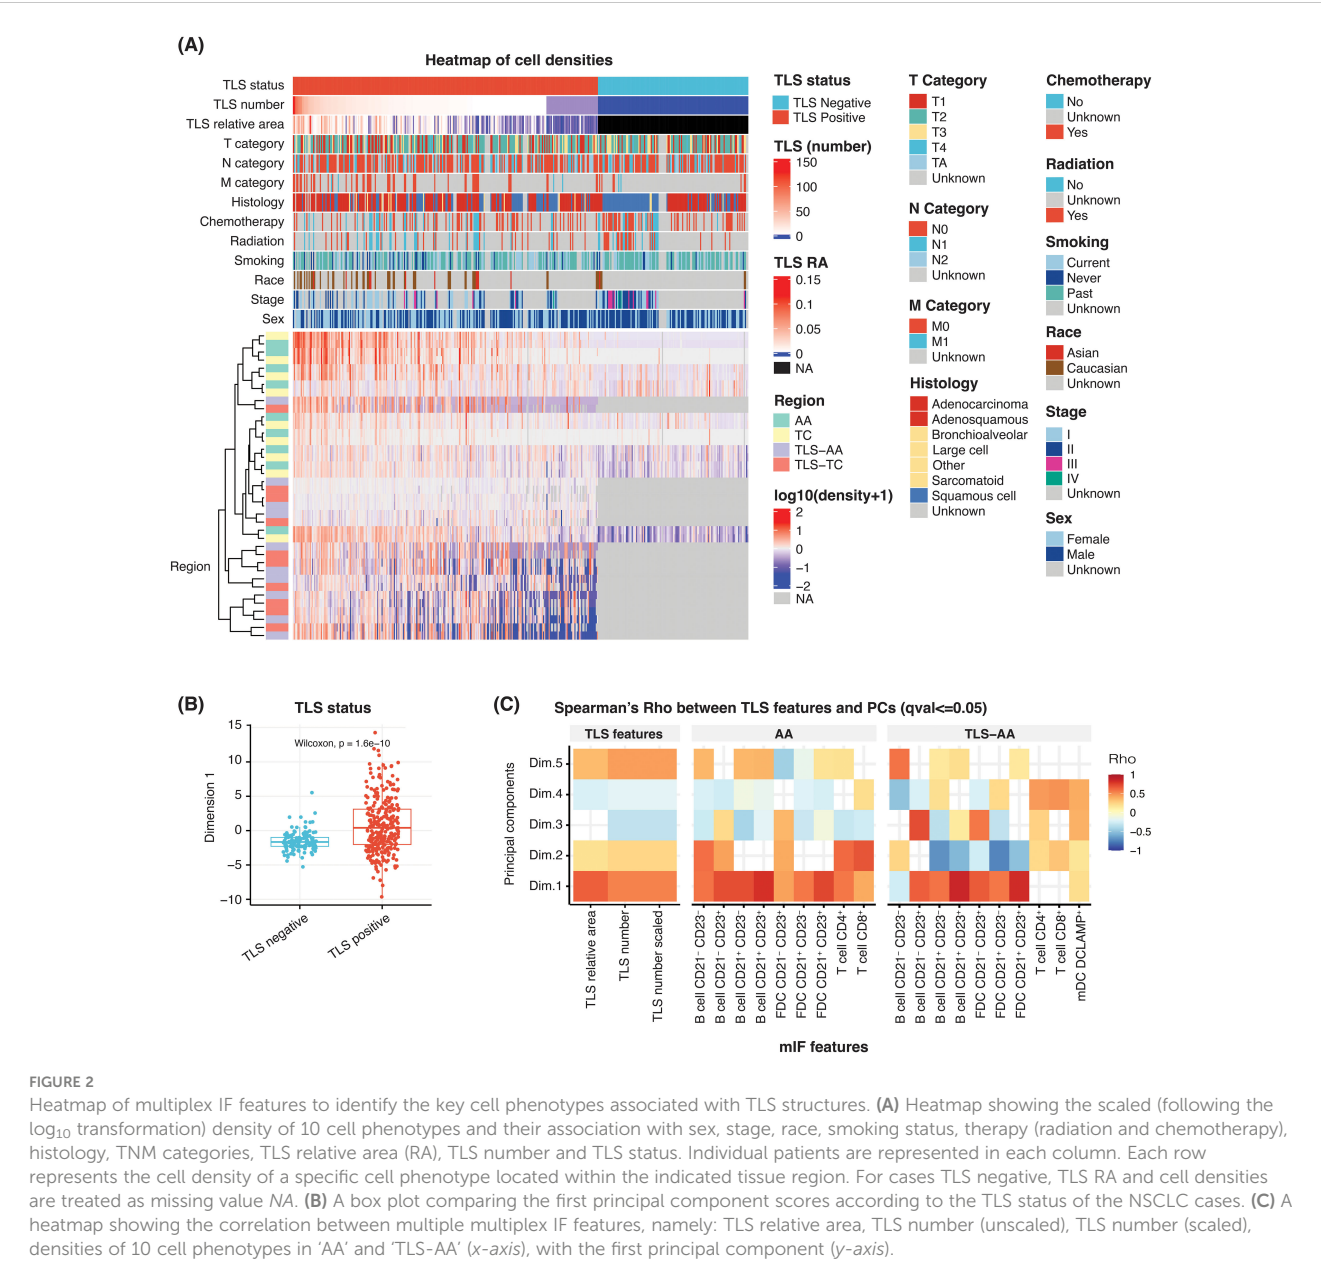 (A)
Heatmap of cell densities
TLS status
TLS number
TLS relative area
T category
N category
M category
Histology
Chemotherapy
Radiation
Smoking
Race
Stage
Sex
Region
TLS status
TLS Negative
TLS Positive
TLS (number)
150
100
50
0
TLS RA
0.15
0.1
0.05
0
NA
Region
AA
TC
TLS−AA
TLS−TC
log10(density+1)
2
1
0
−1
−2
NA
T Category
T1
T2
T3
T4
TA
Unknown
N Category
N0
N1
N2
Unknown
M Category
M0
M1
Unknown
Histology
Adenocarcinoma
Adenosquamous
Bronchioalveolar
Large cell
Other
Sarcomatoid
Squamous cell
Unknown
Chemotherapy
No
Unknown
Yes
Radiation
No
Unknown
Yes
Smoking
Current
Never
Past
Unknown
Race
Asian
Caucasian
Unknown
Stage
I
II
III
IV
Unknown
Sex
Female
Male
Unknown
(B)
TLS status
Wilcoxon, p = 1.6e−10
Dimension 1
15
10
5
0
−5
−10
TLS negative
TLS positive
(C)
Spearman's Rho between TLS features and PCs (qval<=0.05)
TLS features
AA
TLS−AA
Principal components
Dim.5
Dim.4
Dim.3
Dim.2
Dim.1
TLS relative area
TLS number
TLS number scaled
B cell CD21⁻ CD23⁻
B cell CD21⁻ CD23⁺
B cell CD21⁺ CD23⁻
B cell CD21⁺ CD23⁺
FDC CD21⁻ CD23⁺
FDC CD21⁺ CD23⁻
FDC CD21⁺ CD23⁺
T cell CD4⁺
T cell CD8⁺
B cell CD21⁻ CD23⁻
B cell CD21⁻ CD23⁺
B cell CD21⁺ CD23⁻
B cell CD21⁺ CD23⁺
FDC CD21⁻ CD23⁺
FDC CD21⁺ CD23⁻
FDC CD21⁺ CD23⁺
T cell CD4⁺
T cell CD8⁺
mDC DCLAMP⁺
mIF features
Rho
1
0.5
0
−0.5
−1
FIGURE 2
Heatmap of multiplex IF features to identify the key cell phenotypes associated with TLS structures. (A) Heatmap showing the scaled (following the
log₁₀ transformation) density of 10 cell phenotypes and their association with sex, stage, race, smoking status, therapy (radiation and chemotherapy),
histology, TNM categories, TLS relative area (RA), TLS number and TLS status. Individual patients are represented in each column. Each row
represents the cell density of a specific cell phenotype located within the indicated tissue region. For cases TLS negative, TLS RA and cell densities
are treated as missing value NA. (B) A box plot comparing the first principal component scores according to the TLS status of the NSCLC cases. (C) A
heatmap showing the correlation between multiple multiplex IF features, namely: TLS relative area, TLS number (unscaled), TLS number (scaled),
densities of 10 cell phenotypes in 'AA' and 'TLS-AA' (x-axis), with the first principal component (y-axis).